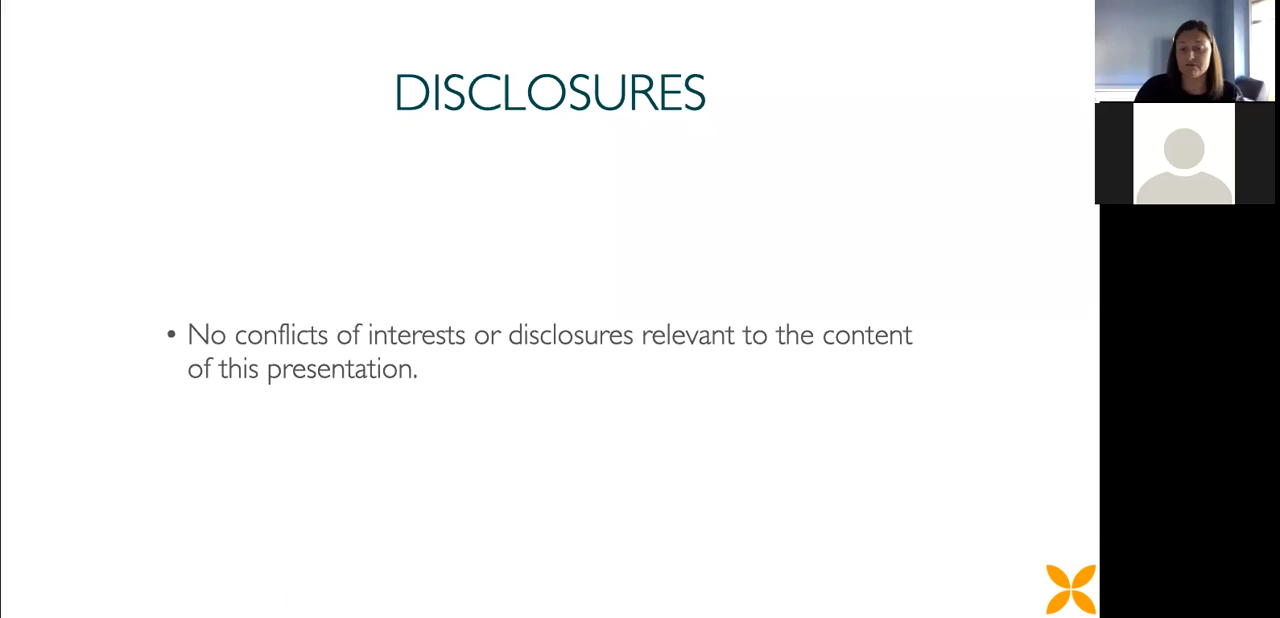 DISCLOSURES
• No conflicts of interests or disclosures relevant to the content
of this presentation.